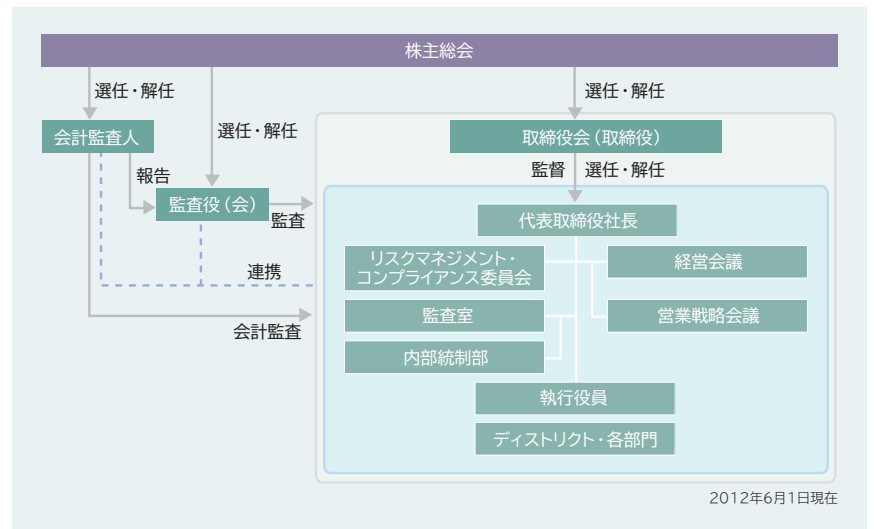 株主総会
選任・解任
選任・解任
選任・解任
会計監査人
取締役会（取締役）
報告
監督
選任・解任
監査役（会）
監査
代表取締役社長
リスクマネジメント・
コンプライアンス委員会
経営会議
連携
監査室
営業戦略会議
会計監査
内部統制部
執行役員
ディストリクト・各部門
2012年6月1日現在